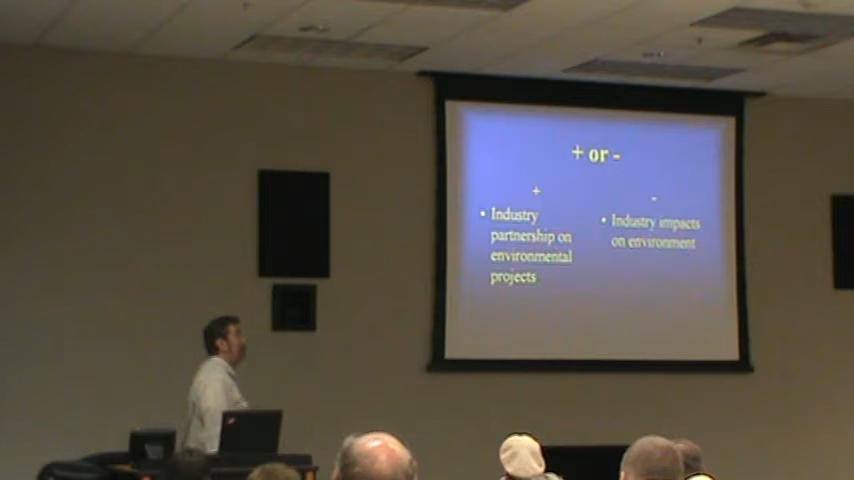 + or -
+
• Industry
partnership on
environmental
projects
-
• Industry impacts
on environment